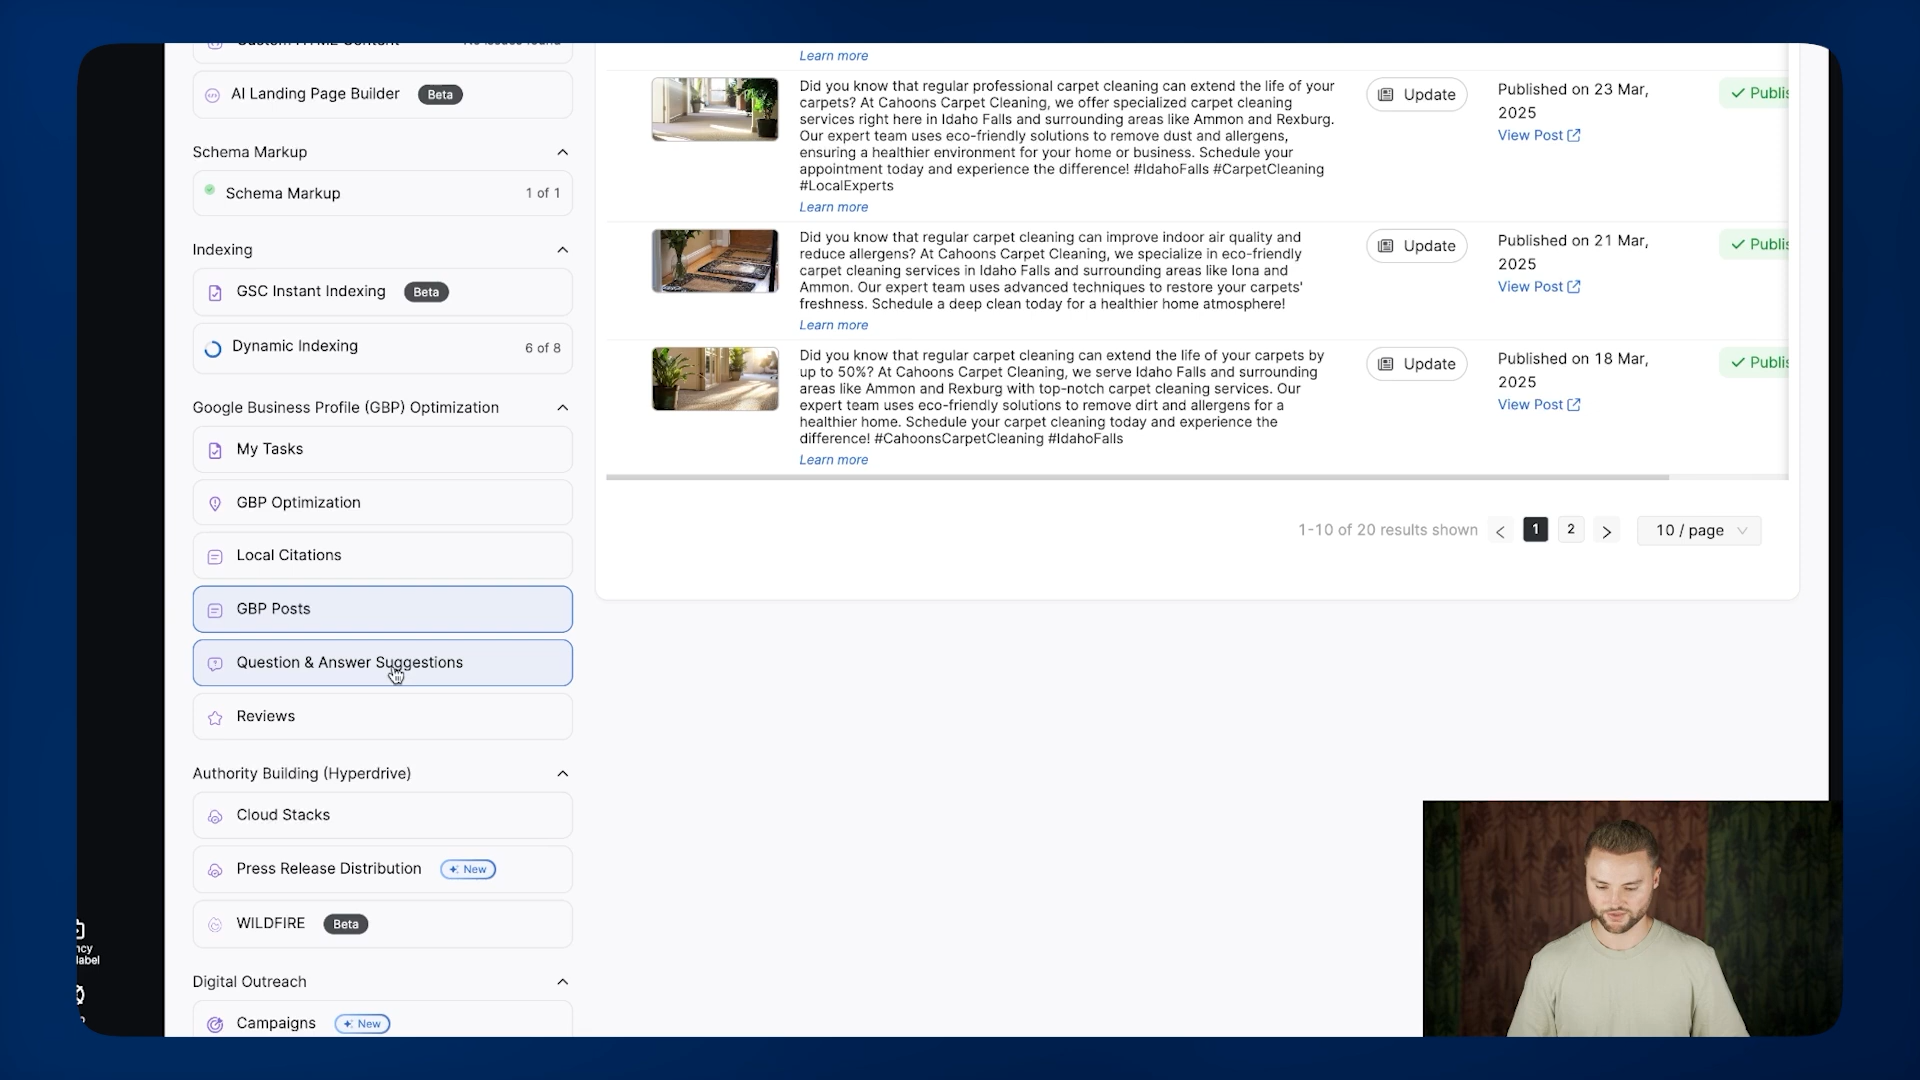 AI Landing Page Builder Beta
Schema Markup
Schema Markup 1 of 1
Indexing
GSC Instant Indexing Beta
Dynamic Indexing 6 of 8
Google Business Profile (GBP) Optimization
My Tasks
GBP Optimization
Local Citations
GBP Posts
Question & Answer Suggestions
Reviews
Authority Building (Hyperdrive)
Cloud Stacks
Press Release Distribution New
WILDFIRE Beta
Digital Outreach
Campaigns New
Learn more
Did you know that regular professional carpet cleaning can extend the life of your
carpets? At Cahoons Carpet Cleaning, we offer specialized carpet cleaning
services right here in Idaho Falls and surrounding areas like Ammon and Rexburg.
Our expert team uses eco-friendly solutions to remove dust and allergens,
ensuring a healthier environment for your home or business. Schedule your
appointment today and experience the difference! #IdahoFalls #CarpetCleaning
#LocalExperts
Learn more
Update
Published on 23 Mar,
2025
View Post
Publis
Did you know that regular carpet cleaning can improve indoor air quality and
reduce allergens? At Cahoons Carpet Cleaning, we specialize in eco-friendly
carpet cleaning services in Idaho Falls and surrounding areas like Iona and
Ammon. Our expert team uses advanced techniques to restore your carpets'
freshness. Schedule a deep clean today for a healthier home atmosphere!
Learn more
Update
Published on 21 Mar,
2025
View Post
Publis
Did you know that regular carpet cleaning can extend the life of your carpets by
up to 50%? At Cahoons Carpet Cleaning, we serve Idaho Falls and surrounding
areas like Ammon and Rexburg with top-notch carpet cleaning services. Our
expert team uses eco-friendly solutions to remove dirt and allergens for a
healthier home. Schedule your carpet cleaning today and experience the
difference! #CahoonsCarpetCleaning #IdahoFalls
Learn more
Update
Published on 18 Mar,
2025
View Post
Publis
1-10 of 20 results shown 1 2 10 / page